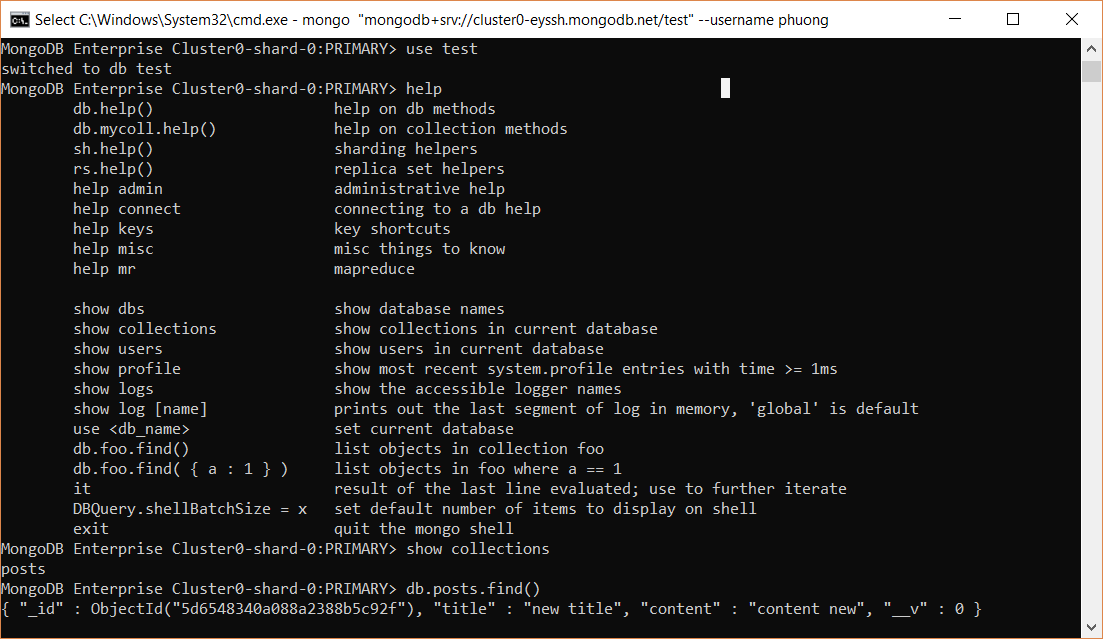 Select C:\Windows\System32\cmd.exe - mongo "mongodb+srv://cluster0-eyssh.mongodb.net/test" --username phuong
MongoDB Enterprise Cluster0-shard-0:PRIMARY> use test
switched to db test
MongoDB Enterprise Cluster0-shard-0:PRIMARY> help
db.help() help on db methods
db.mycoll.help() help on collection methods
sh.help() sharding helpers
rs.help() replica set helpers
help admin administrative help
help connect connecting to a db help
help keys key shortcuts
help misc misc things to know
help mr mapreduce
show dbs show database names
show collections show collections in current database
show users show users in current database
show profile show most recent system.profile entries with time >= 1ms
show logs show the accessible logger names
show log [name] prints out the last segment of log in memory, 'global' is default
use <db_name> set current database
db.foo.find() list objects in collection foo
db.foo.find( { a : 1 } ) list objects in foo where a == 1
it result of the last line evaluated; use to further iterate
DBQuery.shellBatchSize = x set default number of items to display on shell
exit quit the mongo shell
MongoDB Enterprise Cluster0-shard-0:PRIMARY> show collections
posts
MongoDB Enterprise Cluster0-shard-0:PRIMARY> db.posts.find()
{ "_id" : ObjectId("5d6548340a088a2388b5c92f"), "title" : "new title", "content" : "content new", "__v" : 0 }